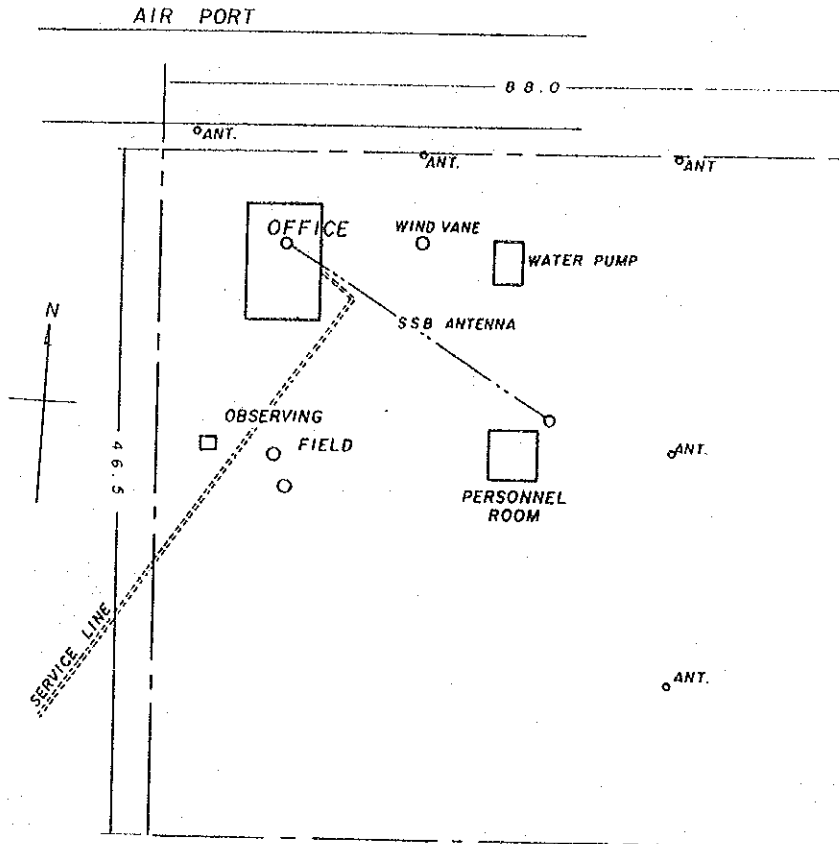 AIR PORT
88.0
ANT.
ANT.
ANT
OFFICE
WIND VANE
WATER PUMP
SSB ANTENNA
N
OBSERVING
FIELD
46.5
ANT.
PERSONNEL
ROOM
SERVICE LINE
ANT.